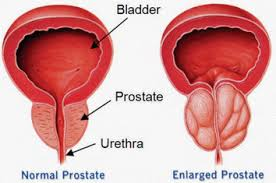 Bladder
Prostate
Urethra
Normal Prostate
Enlarged Prostate